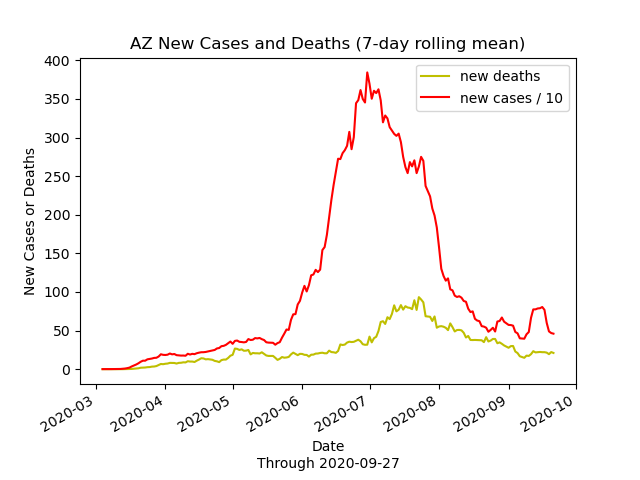 AZ New Cases and Deaths (7-day rolling mean)
new deaths
new cases / 10
400
350
300
250
200
150
100
50
0
New Cases or Deaths
2020-03
2020-04
2020-05
2020-06
2020-07
2020-08
2020-09
2020-10
Date
Through 2020-09-27